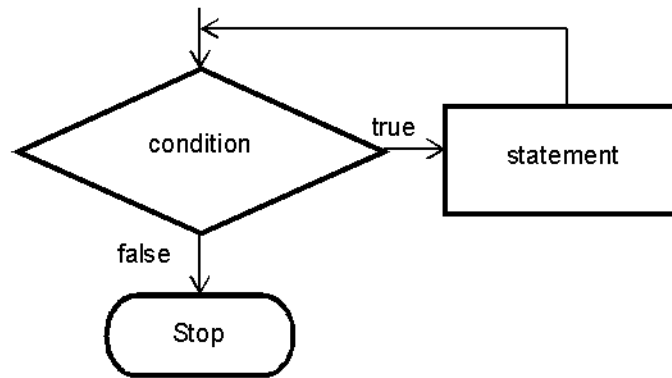 condition
true
statement
false
Stop